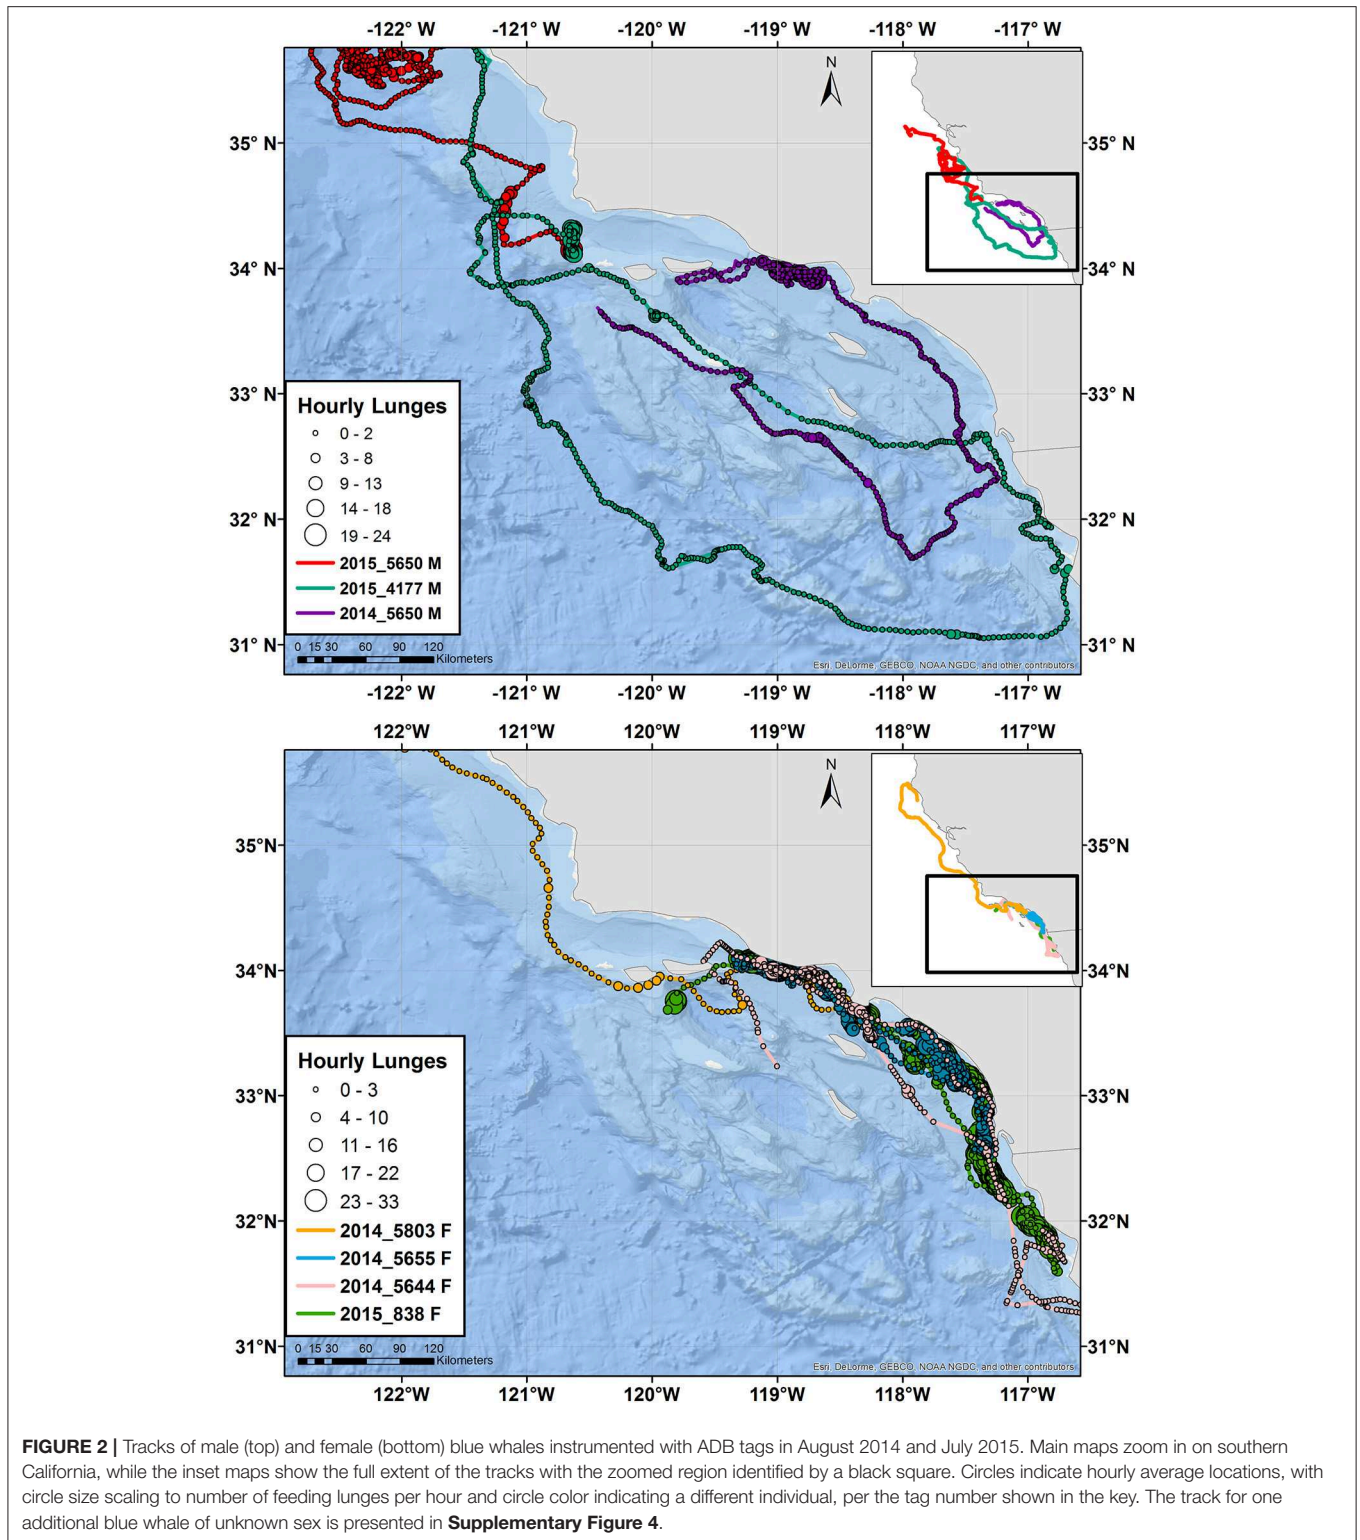 -122° W -121° W -120° W -119° W -118° W -117° W
N
35° N 35° N
34° N 34° N
33° N 33° N
Hourly Lunges
0 - 2
3 - 8
9 - 13
14 - 18
19 - 24
2015_5650 M
2015_4177 M
2014_5650 M
32° N 32° N
31° N 31° N
0 15 30 60 90 120
Kilometers
Esri, DeLorme, GEBCO, NOAA NGDC, and other contributors
-122° W -121° W -120° W -119° W -118° W -117° W
122°W 121°W 120°W 119°W 118°W 117°W
N
35°N 35°N
34°N 34°N
33°N 33°N
Hourly Lunges
0 - 3
4 - 10
11 - 16
17 - 22
23 - 33
2014_5803 F
2014_5655 F
2014_5644 F
2015_838 F
32°N 32°N
31°N 31°N
0 15 30 60 90 120
Kilometers
Esri, DeLorme, GEBCO, NOAA NGDC, and other contributors
122°W 121°W 120°W 119°W 118°W 117°W
FIGURE 2 | Tracks of male (top) and female (bottom) blue whales instrumented with ADB tags in August 2014 and July 2015. Main maps zoom in on southern
California, while the inset maps show the full extent of the tracks with the zoomed region identified by a black square. Circles indicate hourly average locations, with
circle size scaling to number of feeding lunges per hour and circle color indicating a different individual, per the tag number shown in the key. The track for one
additional blue whale of unknown sex is presented in Supplementary Figure 4.